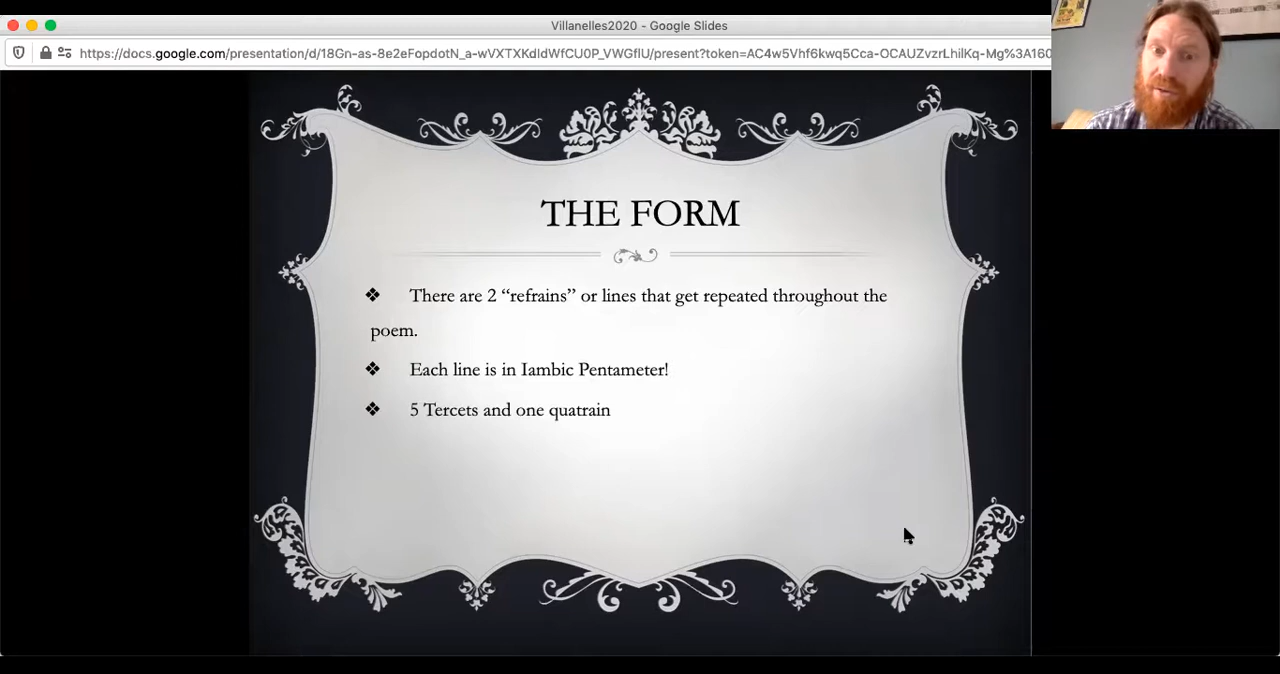 Villanelles2020 - Google Slides
https://docs.google.com/presentation/d/18Gn-as-8e2eFopdotN_a-wVXTXKdIdWfCU0P_VWGflU/present?token=AC4w5Vhf6kwq5Cca-OCAUZvzrLhilKq-Mg%3A160
THE FORM
❖ There are 2 “refrains” or lines that get repeated throughout the
poem.
❖ Each line is in Iambic Pentameter!
❖ 5 Tercets and one quatrain